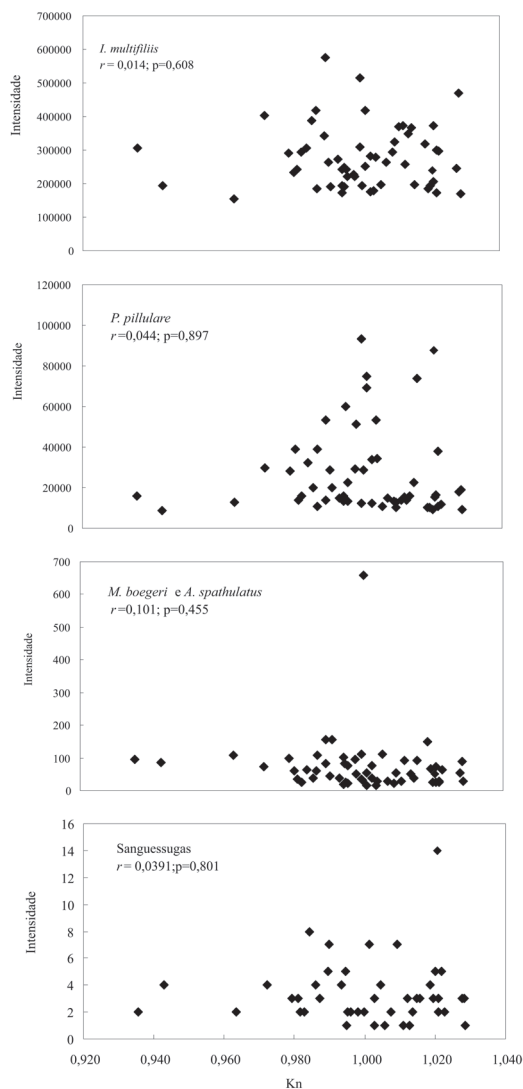 700000
600000
500000
400000
300000
200000
100000
0
Intensidade
I. multifiliis
r = 0,014; p=0,608
120000
100000
80000
60000
40000
20000
0
Intensidade
P. pillulare
r =0,044; p=0,897
700
600
500
400
300
200
100
0
Intensidade
M. boegeri e A. spathulatus
r=0,101; p=0,455
16
14
12
10
8
6
4
2
0
Intensidade
Sanguessugas
r = 0,0391;p=0,801
0,920 0,940 0,960 0,980 1,000 1,020 1,040
Kn